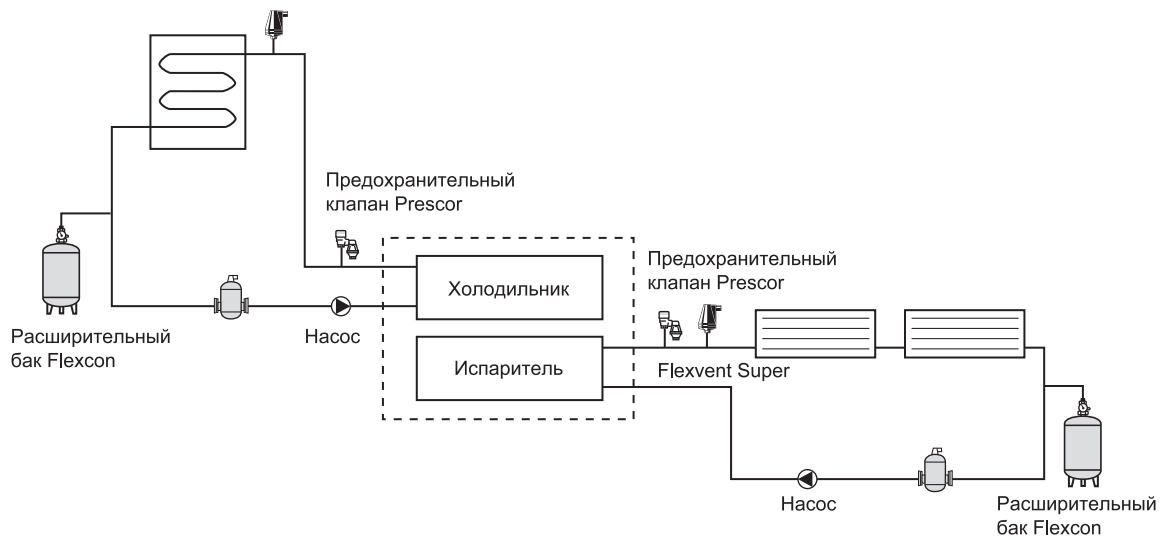 Предохранительный
клапан Prescor
Предохранительный
клапан Prescor
Холодильник
Расширительный
бак Flexcon
Насос
Испаритель
Flexvent Super
Насос
Расширительный
бак Flexcon